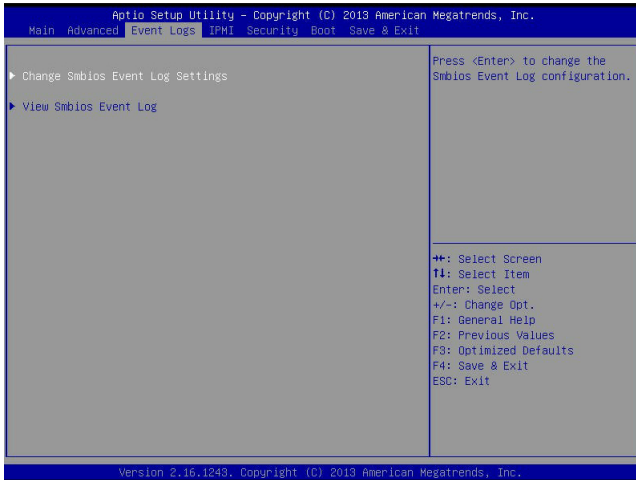 Aptio Setup Utility - Copyright (C) 2013 American Megatrends, Inc.
Main Advanced Event Logs IPMI Security Boot Save & Exit
Change Smbios Event Log Settings
View Smbios Event Log
Press <Enter> to change the
Smbios Event Log configuration.
→←: Select Screen
↑↓: Select Item
Enter: Select
+/-: Change Opt.
F1: General Help
F2: Previous Values
F3: Optimized Defaults
F4: Save & Exit
ESC: Exit
Version 2.16.1243. Copyright (C) 2013 American Megatrends, Inc.